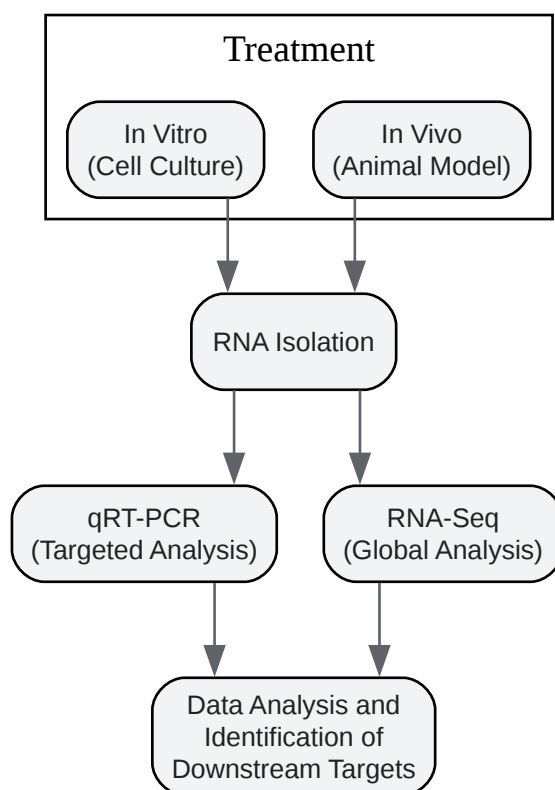 Treatment
In Vitro
(Cell Culture)
In Vivo
(Animal Model)
RNA Isolation
qRT-PCR
(Targeted Analysis)
RNA-Seq
(Global Analysis)
Data Analysis and
Identification of
Downstream Targets